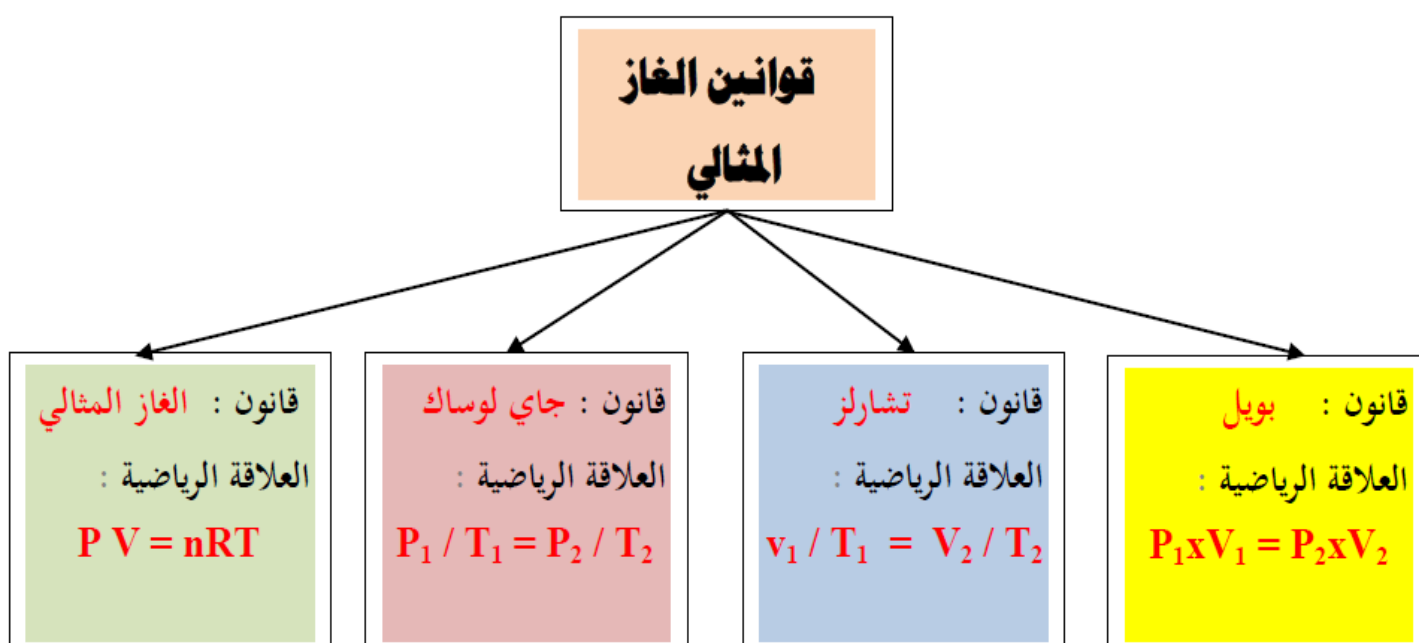 قوانين الغاز
المثالي
قانون : بويل
العلاقة الرياضية :
P₁xV₁ = P₂xV₂
قانون : تشارلز
العلاقة الرياضية :
v₁ / T₁ = V₂ / T₂
قانون : جاي لوساك
العلاقة الرياضية :
P₁ / T₁ = P₂ / T₂
قانون : الغاز المثالي
العلاقة الرياضية :
P V = nRT